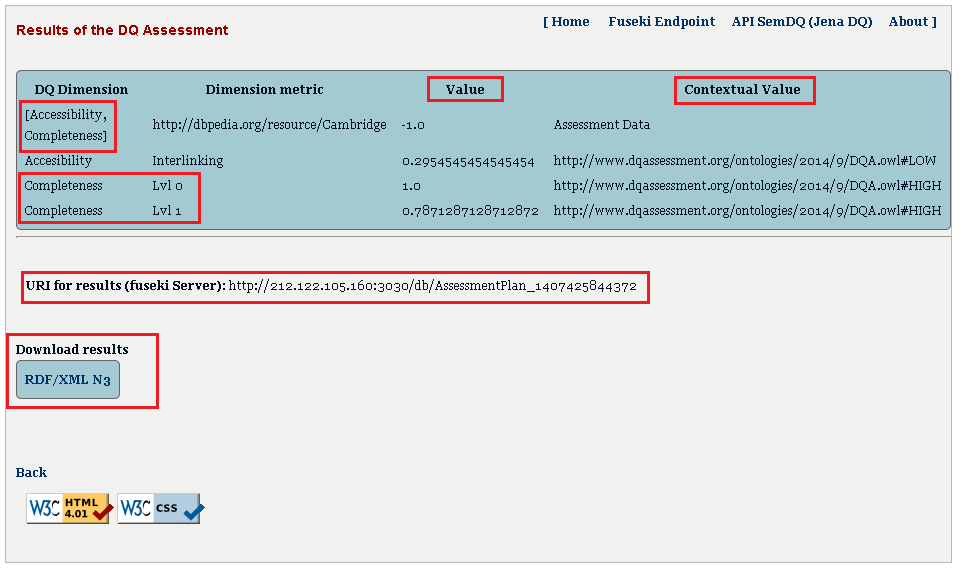 Results of the DQ Assessment
[ Home Fuseki Endpoint API SemDQ (Jena DQ) About ]
DQ Dimension Dimension metric Value Contextual Value
[Accessibility, Completeness] http://dbpedia.org/resource/Cambridge -1.0 Assessment Data
Accesibility Interlinking 0.2954545454545454 http://www.dqassessment.org/ontologies/2014/9/DQA.owl#LOW
Completeness Lvl 0 1.0 http://www.dqassessment.org/ontologies/2014/9/DQA.owl#HIGH
Completeness Lvl 1 0.7871287128712872 http://www.dqassessment.org/ontologies/2014/9/DQA.owl#HIGH
URI for results (fuseki Server): http://212.122.105.160:3030/db/AssessmentPlan_1407425844372
Download results
RDF/XML N3
Back
W3C HTML 4.01 W3C CSS